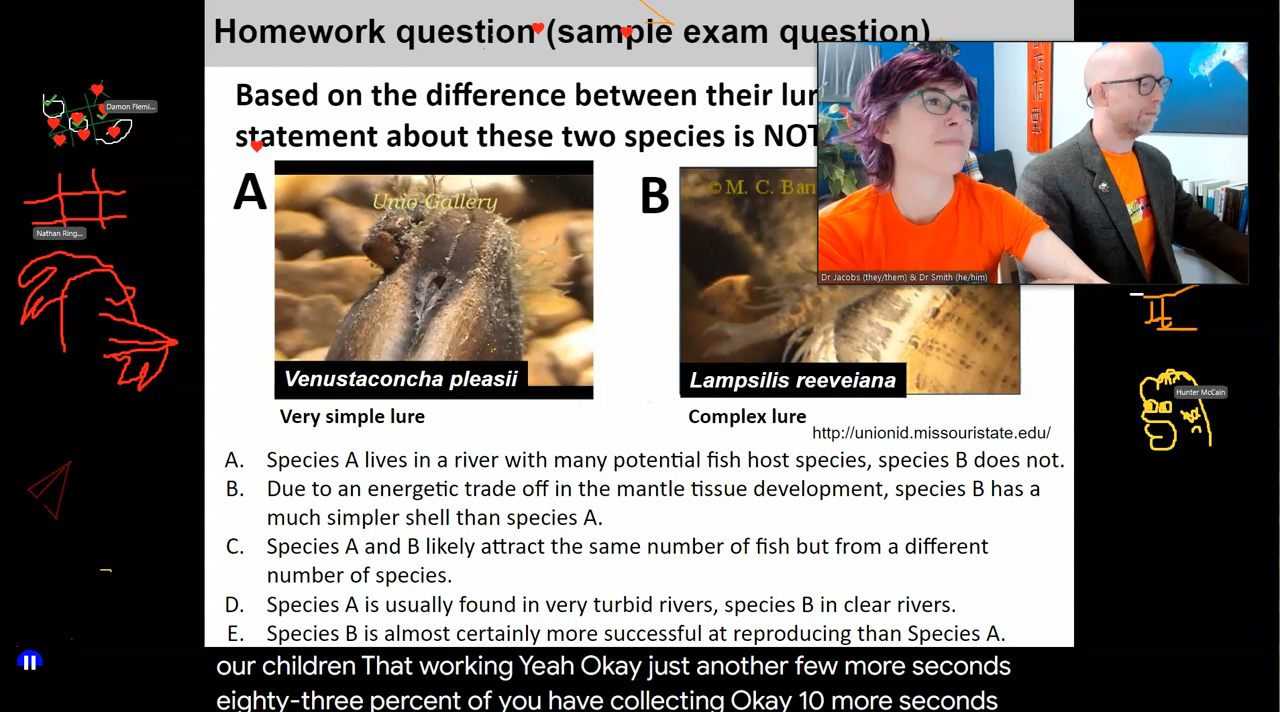 Homework question (sample exam question)
Based on the difference between their lur
statement about these two species is NOT
A
Unio Gallery
Venustaconcha pleasii
Very simple lure
B
© M. C. Bar
Lampsilis reeveiana
Complex lure
http://unionid.missouristate.edu/
A. Species A lives in a river with many potential fish host species, species B does not.
B. Due to an energetic trade off in the mantle tissue development, species B has a
much simpler shell than species A.
C. Species A and B likely attract the same number of fish but from a different
number of species.
D. Species A is usually found in very turbid rivers, species B in clear rivers.
E. Species B is almost certainly more successful at reproducing than Species A.
Damon Flemi...
Nathan Ring...
Dr Jacobs (they/them) & Dr Smith (he/him)
Hunter McCain
our children That working Yeah Okay just another few more seconds
eighty-three percent of you have collecting Okay 10 more seconds